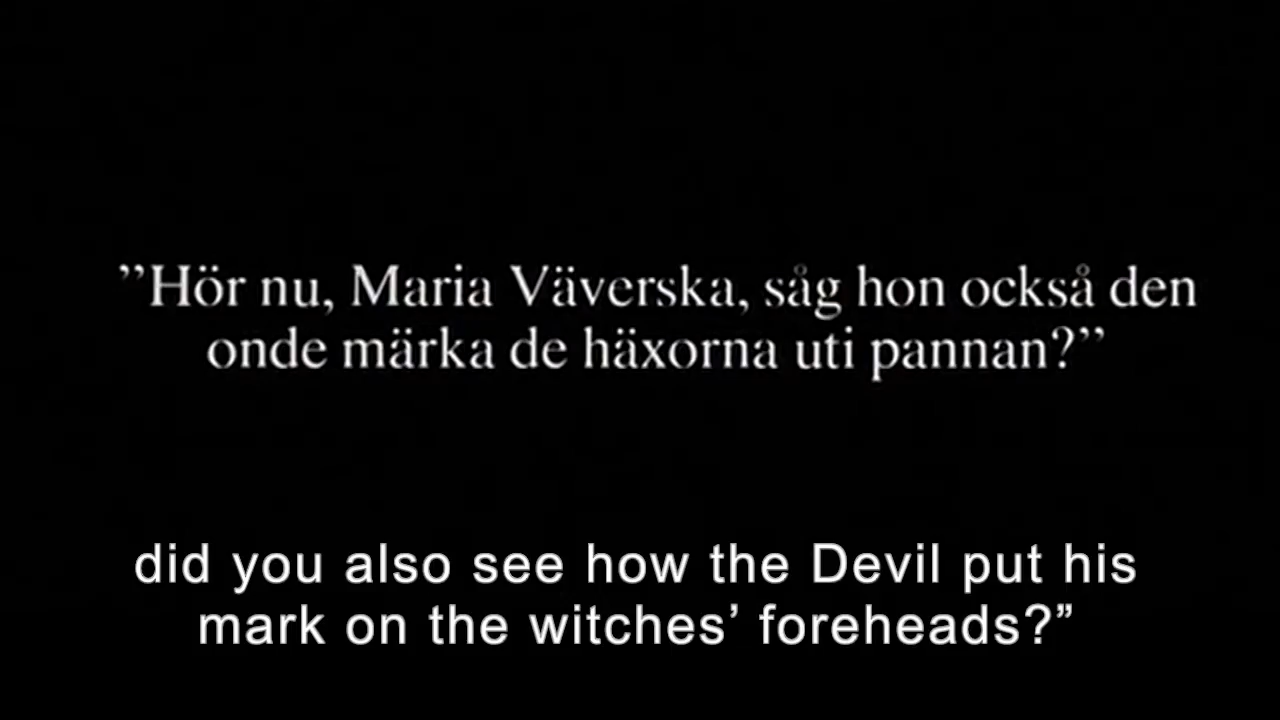 ”Hör nu, Maria Väverska, såg hon också den
onde märka de häxorna uti pannan?”
did you also see how the Devil put his
mark on the witches’ foreheads?”